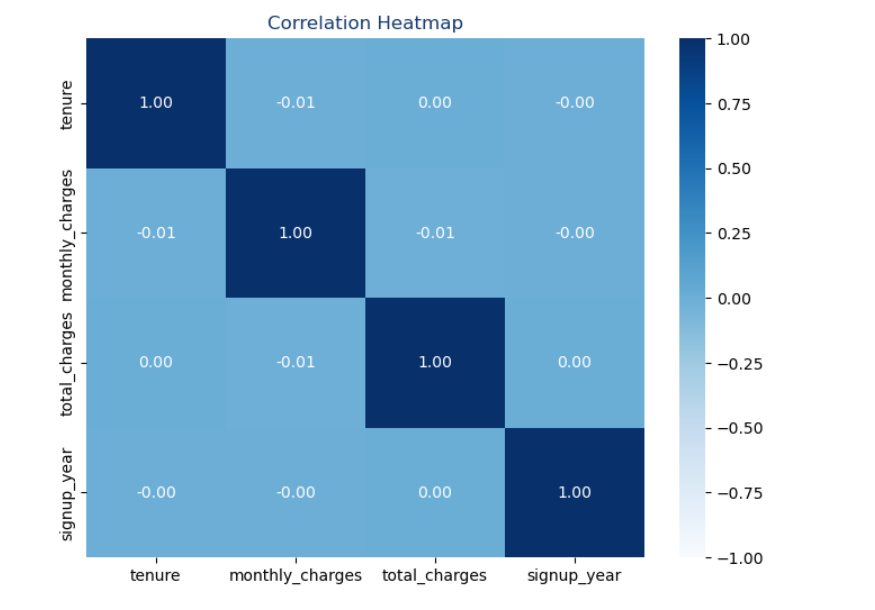 Correlation Heatmap
tenure 1.00 -0.01 0.00 -0.00
monthly_charges -0.01 1.00 -0.01 -0.00
total_charges 0.00 -0.01 1.00 0.00
signup_year -0.00 -0.00 0.00 1.00
tenure monthly_charges total_charges signup_year
1.00
0.75
0.50
0.25
0.00
−0.25
−0.50
−0.75
−1.00